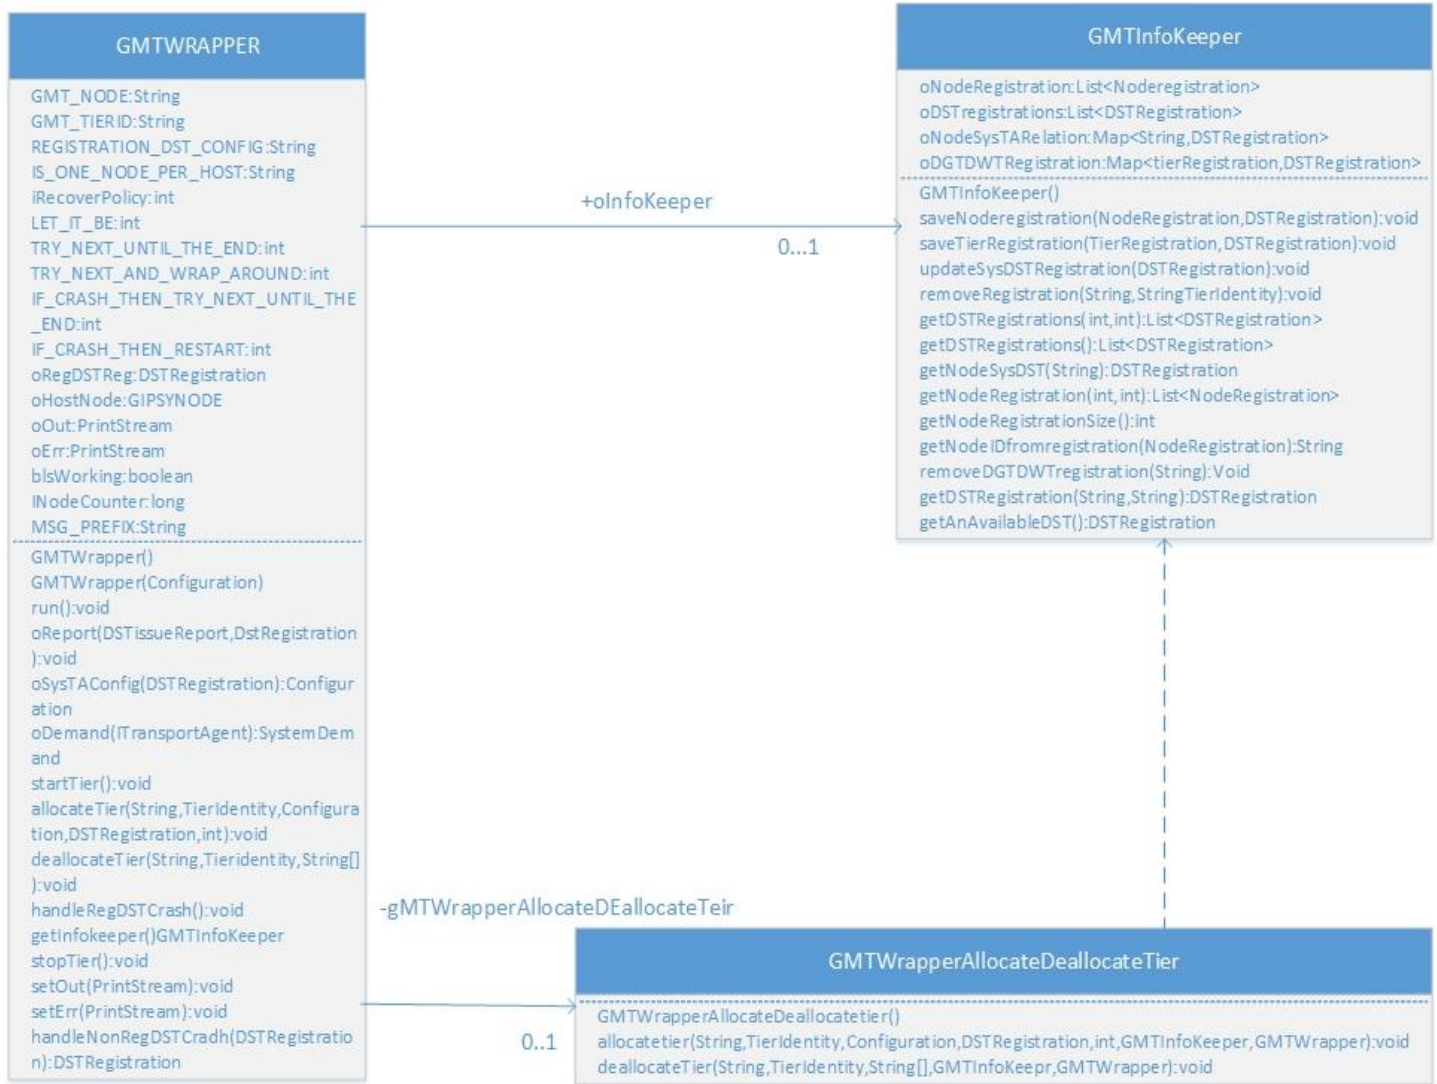 GMTWRAPPER
GMT_NODE:String
GMT_TIERID:String
REGISTRATION_DST_CONFIG:String
IS_ONE_NODE_PER_HOST:String
iRecoverPolicy:int
LET_IT_BE:int
TRY_NEXT_UNTIL_THE_END:int
TRY_NEXT_AND_WRAP_AROUND:int
IF_CRASH_THEN_TRY_NEXT_UNTIL_THE
_END:int
IF_CRASH_THEN_RESTART:int
oRegDSTReg:DSTRegistration
oHostNode:GIPSYNODE
oOut:PrintStream
oErr:PrintStream
bIsWorking:boolean
lNodeCounter:long
MSG_PREFIX:String
GMTWrapper()
GMTWrapper(Configuration)
run():void
oReport(DSTissueReport,DstRegistration
):void
oSysTAConfig(DSTRegistration):Configur
ation
oDemand(ITransportAgent):SystemDem
and
startTier():void
allocateTier(String,TierIdentity,Configura
tion,DSTRegistration,int):void
deallocateTier(String,Tieridentity,String[]
):void
handleRegDSTCrash():void
getInfokeeper()GMTInfoKeeper
stopTier():void
setOut(PrintStream):void
setErr(PrintStream):void
handleNonRegDSTCradh(DSTRegistratio
n):DSTRegistration
+oInfoKeeper
0...1
GMTInfoKeeper
oNodeRegistration:List<Noderegistration>
oDSTregistrations:List<DSTRegistration>
oNodeSysTARelation:Map<String,DSTRegistration>
oDGTDWTRegistration:Map<tierRegistration,DSTRegistration>
GMTInfoKeeper()
saveNoderegistration(NodeRegistration,DSTRegistration):void
saveTierRegistration(TierRegistration,DSTRegistration):void
updateSysDSTRegistration(DSTRegistration):void
removeRegistration(String,StringTierIdentity):void
getDSTRegistrations(int,int):List<DSTRegistration>
getDSTRegistrations():List<DSTRegistration>
getNodeSysDST(String):DSTRegistration
getNodeRegistration(int,int):List<NodeRegistration>
getNodeRegistrationSize():int
getNodeIDfromregistration(NodeRegistration):String
removeDGTDWTregistration(String):Void
getDSTRegistration(String,String):DSTRegistration
getAnAvailableDST():DSTRegistration
-gMTWrapperAllocateDEallocateTeir
0..1
GMTWrapperAllocateDeallocateTier
GMTWrapperAllocateDeallocatetier()
allocatetier(String,TierIdentity,Configuration,DSTRegistration,int,GMTInfoKeeper,GMTWrapper):void
deallocateTier(String,TierIdentity,String[],GMTInfoKeepr,GMTWrapper):void